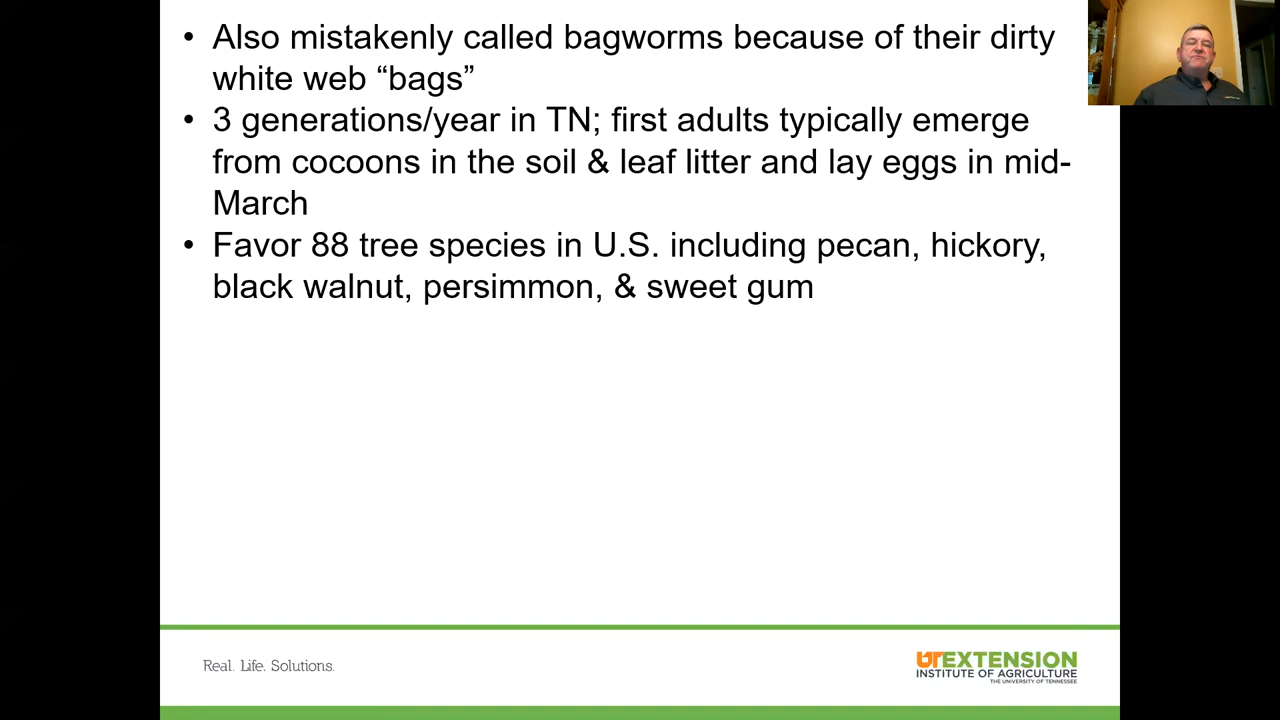 • Also mistakenly called bagworms because of their dirty
white web “bags”
• 3 generations/year in TN; first adults typically emerge
from cocoons in the soil & leaf litter and lay eggs in mid-
March
• Favor 88 tree species in U.S. including pecan, hickory,
black walnut, persimmon, & sweet gum
Real. Life. Solutions.
UTEXTENSION
INSTITUTE OF AGRICULTURE
THE UNIVERSITY OF TENNESSEE